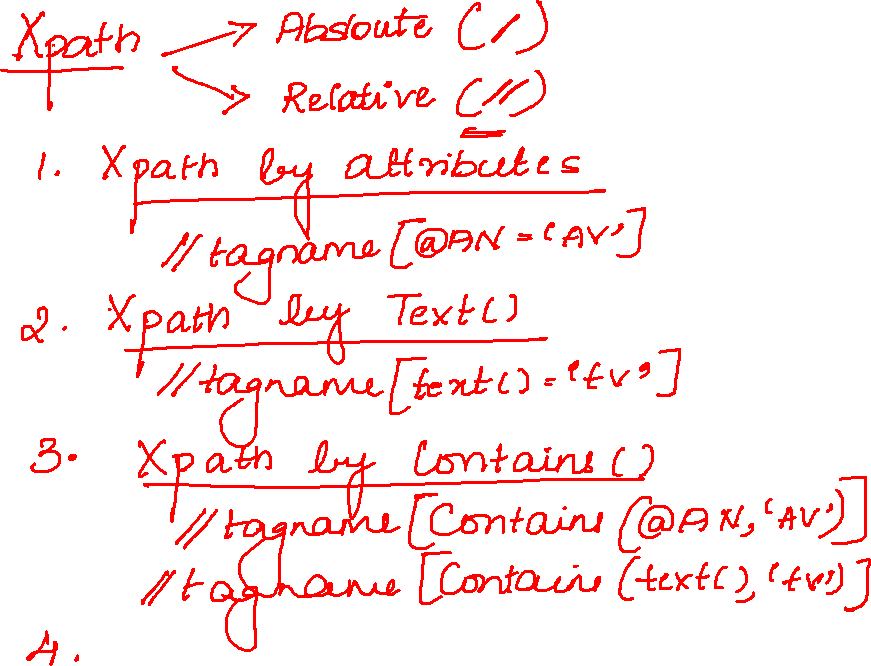 Xpath → Absloute (/)
→ Relative (//)
1. Xpath by attributes
//tagname[@AN='AV']
2. Xpath by Text()
//tagname[text()='tv']
3. Xpath by Contains()
//tagname[Contains(@AN,'AV')]
//tagname[Contains(text(),'tv')]
4.